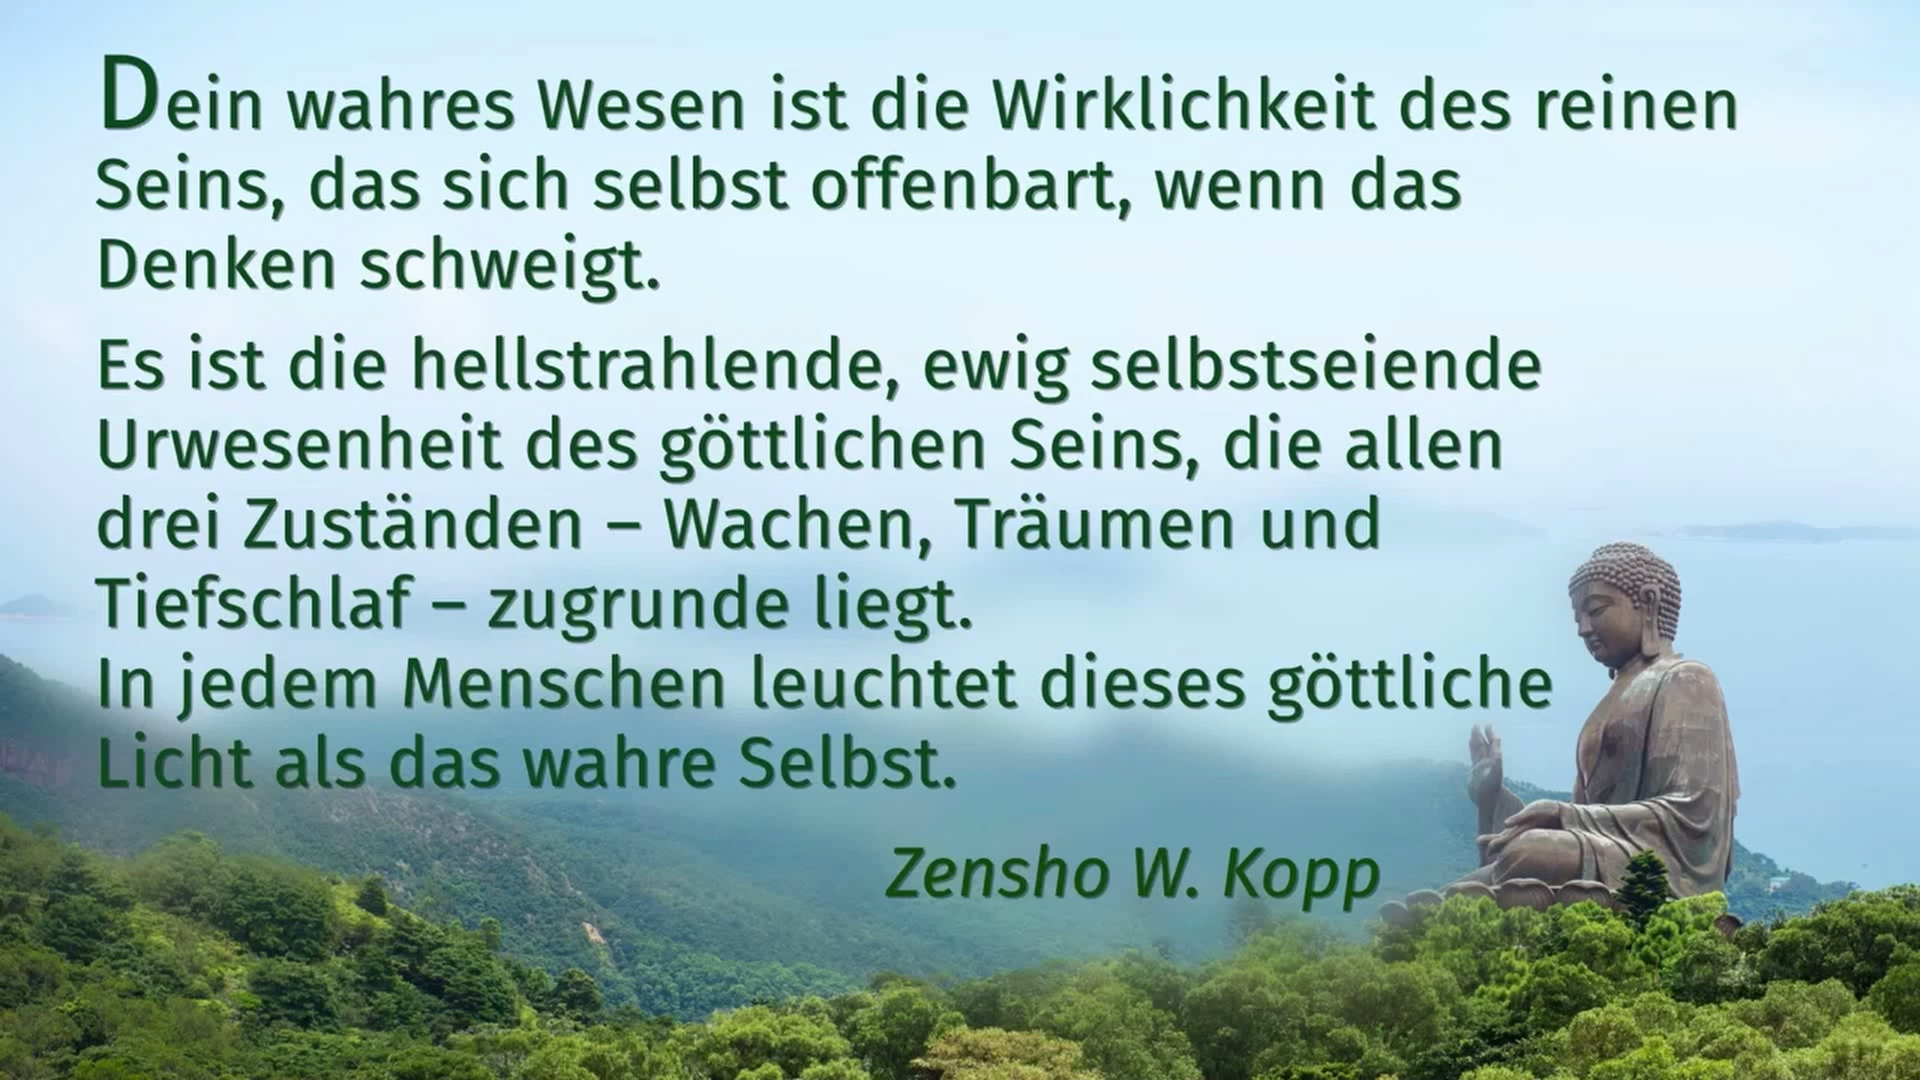 Dein wahres Wesen ist die Wirklichkeit des reinen
Seins, das sich selbst offenbart, wenn das
Denken schweigt.
Es ist die hellstrahlende, ewig selbstseiende
Urwesenheit des göttlichen Seins, die allen
drei Zuständen – Wachen, Träumen und
Tiefschlaf – zugrunde liegt.
In jedem Menschen leuchtet dieses göttliche
Licht als das wahre Selbst.
Zensho W. Kopp